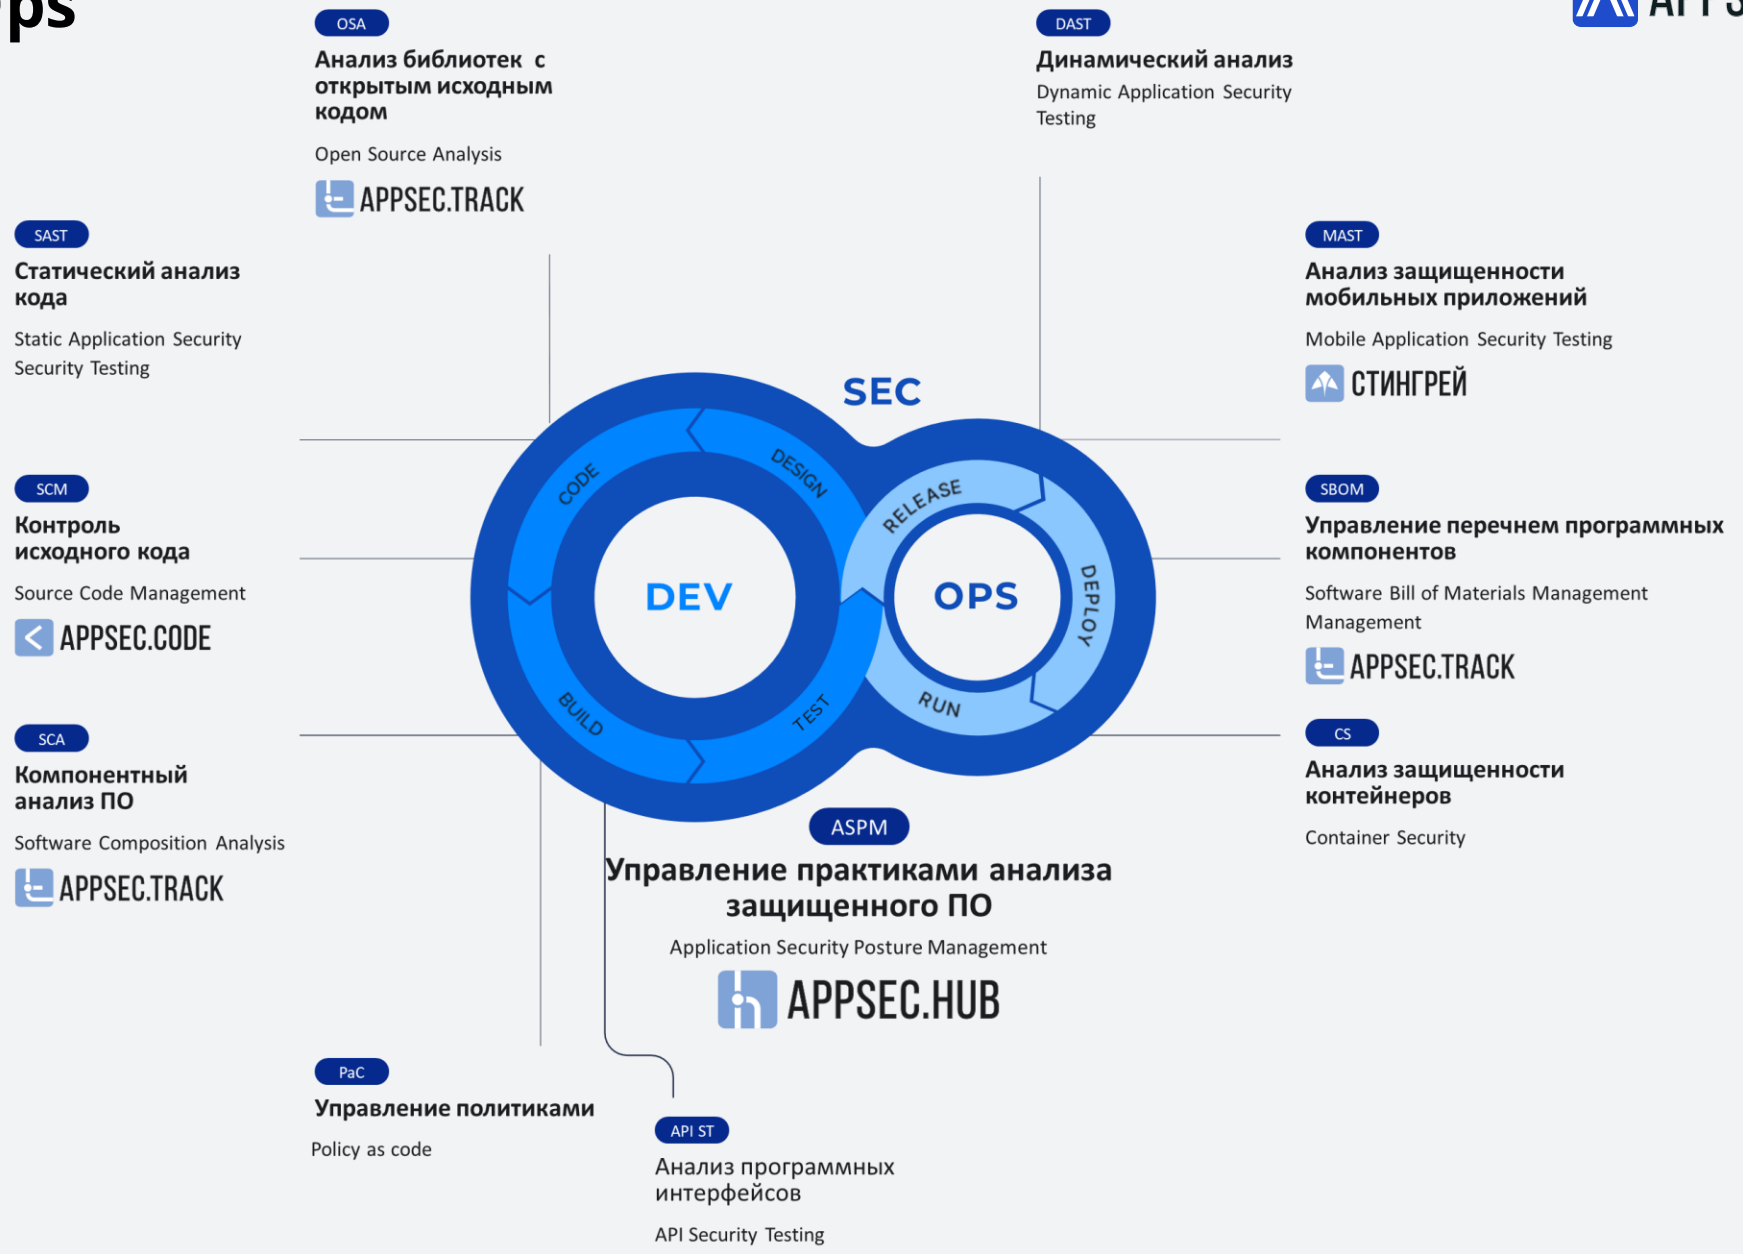 ps
OSA
Анализ библиотек с
открытым исходным
кодом
Open Source Analysis
APPSEC.TRACK
DAST
Динамический анализ
Dynamic Application Security
Testing
SAST
Статический анализ
кода
Static Application Security
Security Testing
MAST
Анализ защищенности
мобильных приложений
Mobile Application Security Testing
СТИНГРЕЙ
SCM
Контроль
исходного кода
Source Code Management
APPSEC.CODE
SBOM
Управление перечнем программных
компонентов
Software Bill of Materials Management
Management
APPSEC.TRACK
SCA
Компонентный
анализ ПО
Software Composition Analysis
APPSEC.TRACK
CS
Анализ защищенности
контейнеров
Container Security
SEC
DEV
OPS
DESIGN
CODE
BUILD
TEST
RELEASE
DEPLOY
RUN
ASPM
Управление практиками анализа
защищенного ПО
Application Security Posture Management
APPSEC.HUB
PaC
Управление политиками
Policy as code
API ST
Анализ программных
интерфейсов
API Security Testing